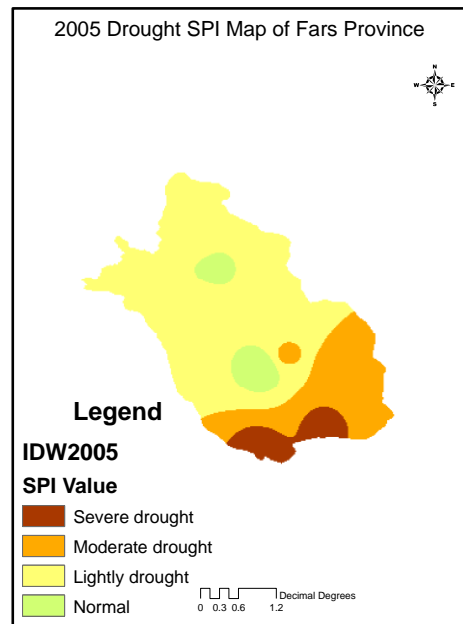 2005 Drought SPI Map of Fars Province
N
W E
S
Legend
IDW2005
SPI Value
Severe drought
Moderate drought
Lightly drought
Normal
Decimal Degrees
0 0.3 0.6 1.2